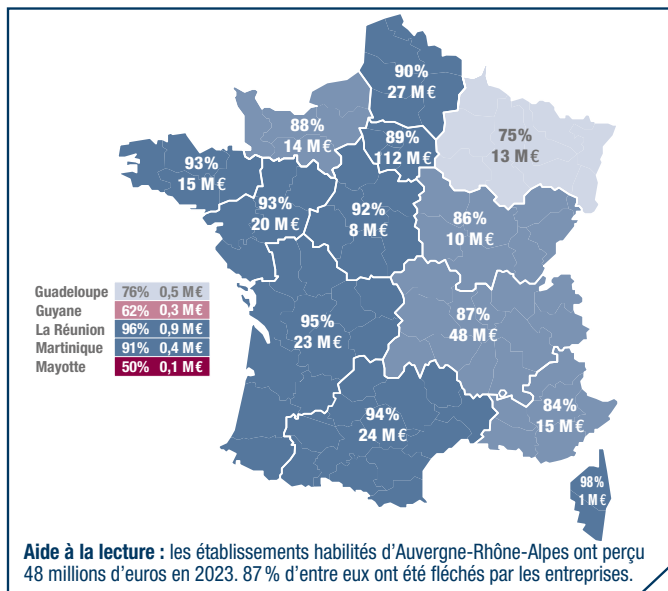 90%
27 M€
88%
14 M€
89%
112 M€
75%
13 M€
93%
15 M€
93%
20 M€
92%
8 M€
86%
10 M€
Guadeloupe 76% 0,5 M€
Guyane 62% 0,3 M€
La Réunion 96% 0,9 M€
Martinique 91% 0,4 M€
Mayotte 50% 0,1 M€
95%
23 M€
87%
48 M€
94%
24 M€
84%
15 M€
98%
1 M€
Aide à la lecture : les établissements habilités d'Auvergne-Rhône-Alpes ont perçu
48 millions d'euros en 2023. 87 % d'entre eux ont été fléchés par les entreprises.